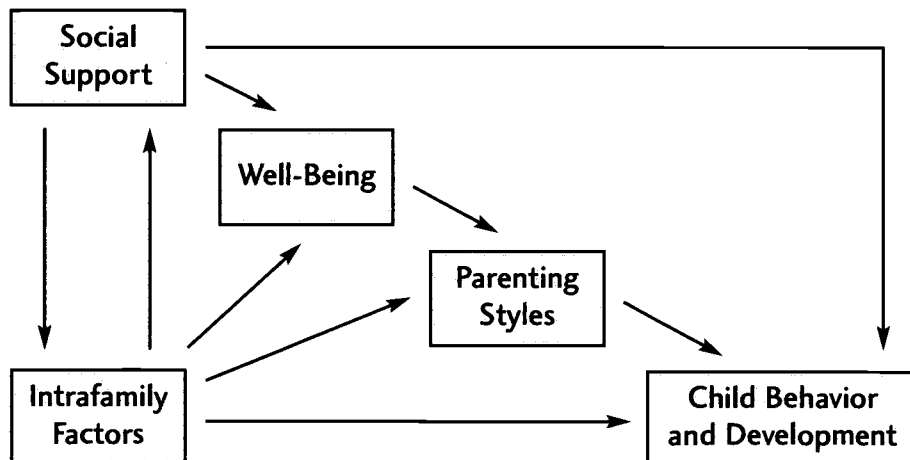 Social
Support
Well-Being
Parenting
Styles
Intrafamily
Factors
Child Behavior
and Development